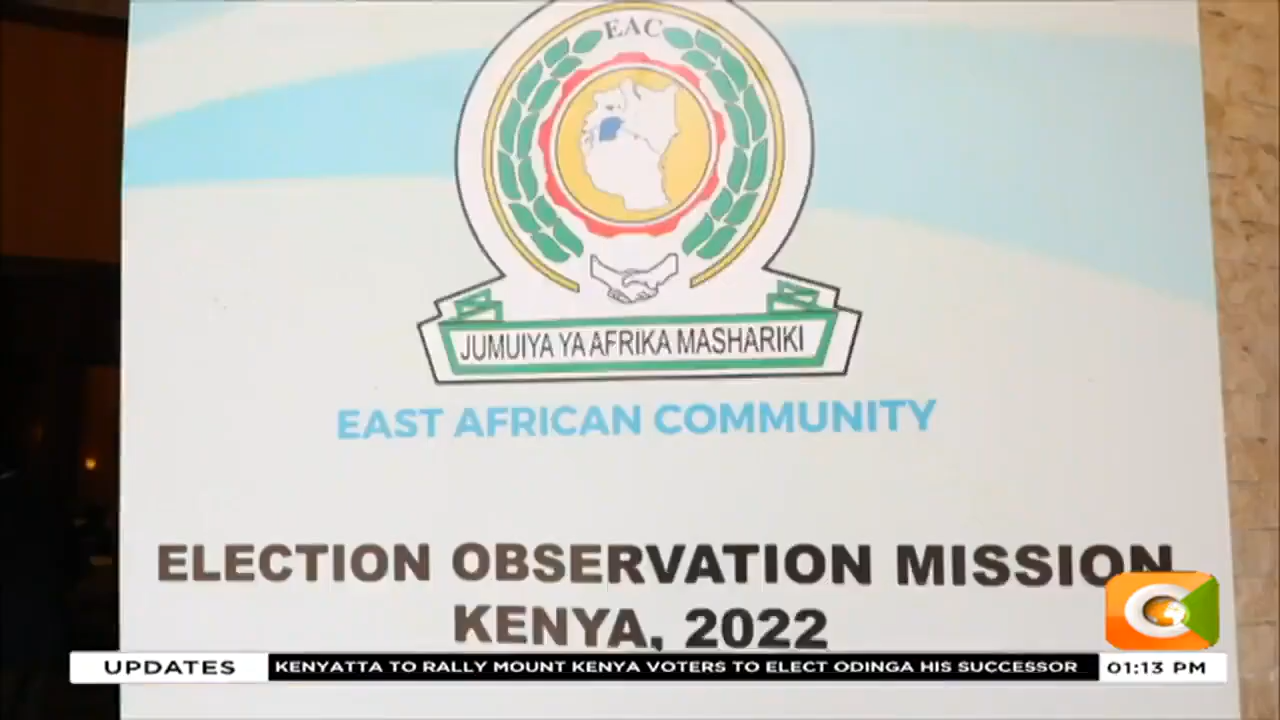 EAC
JUMUIYA YA AFRIKA MASHARIKI
EAST AFRICAN COMMUNITY
ELECTION OBSERVATION MISSION
KENYA, 2022
UPDATES
KENYATTA TO RALLY MOUNT KENYA VOTERS TO ELECT ODINGA HIS SUCCESSOR
01:13 PM